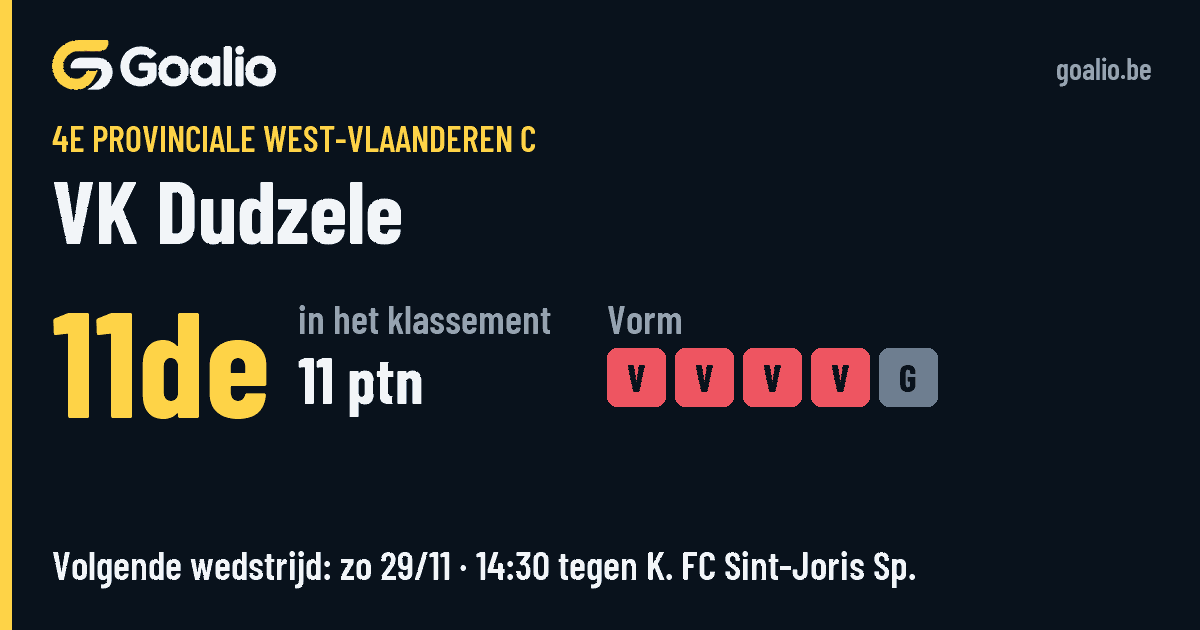 Goalio
goalio.be
4E PROVINCIALE WEST-VLAANDEREN C
VK Dudzele
11de
in het klassement
11 ptn
Vorm
V V V V G
Volgende wedstrijd: zo 29/11 · 14:30 tegen K. FC Sint-Joris Sp.